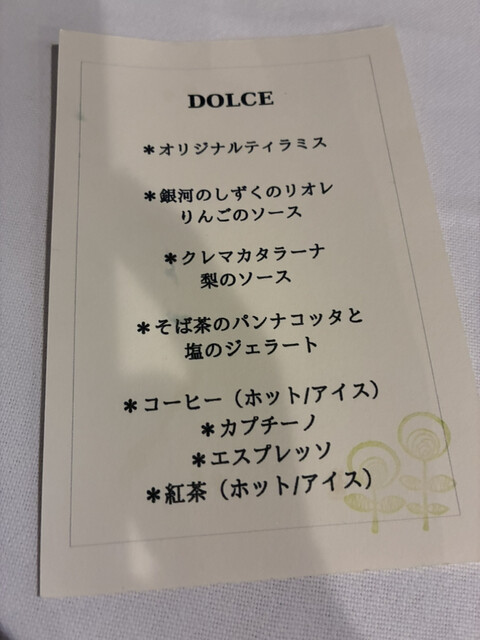 DOLCE
＊オリジナルティラミス
＊銀河のしずくのリオレ
りんごのソース
＊クレマカタラーナ
梨のソース
＊そば茶のパンナコッタと
塩のジェラート
＊コーヒー（ホット/アイス）
＊カプチーノ
＊エスプレッソ
＊紅茶（ホット/アイス）